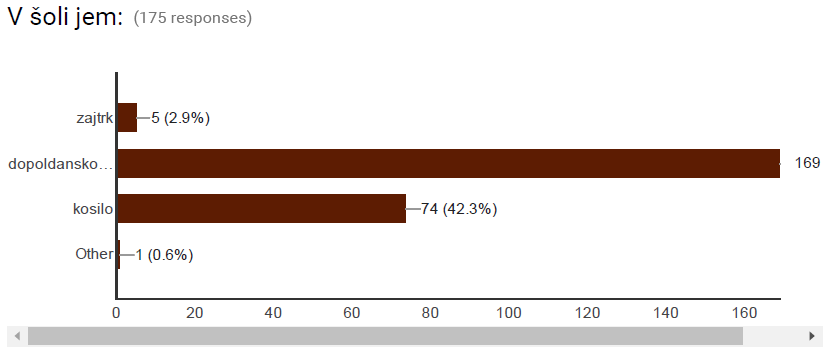 V šoli jem: (175 responses)
zajtrk 5 (2.9%)
dopoldansko... 169
kosilo 74 (42.3%)
Other 1 (0.6%)
0 20 40 60 80 100 120 140 160